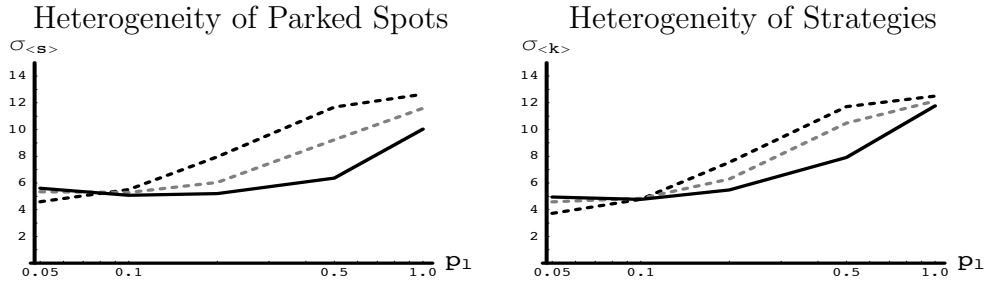 Heterogeneity of Parked Spots
σ<s>
14
12
10
8
6
4
2
0.05 0.1 0.5 1.0 p1
Heterogeneity of Strategies
σ<k>
14
12
10
8
6
4
2
0.05 0.1 0.5 1.0 p1